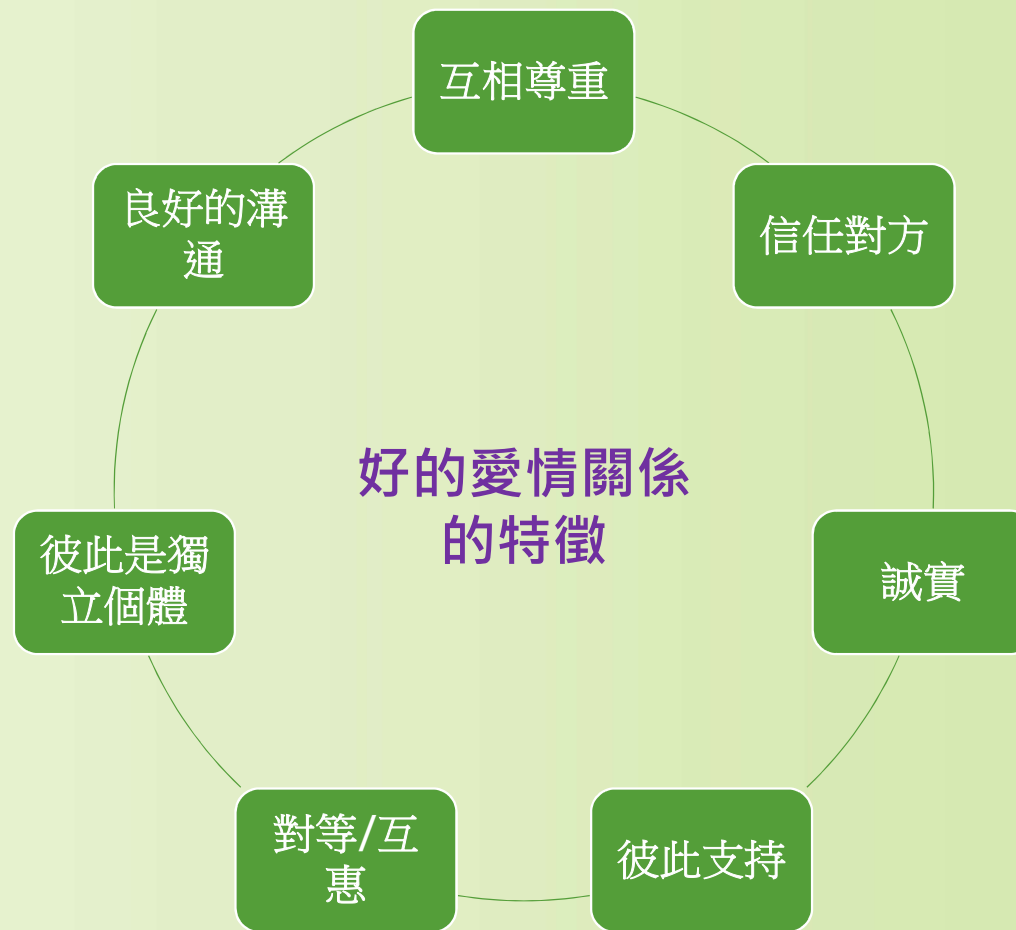 互相尊重
信任對方
誠實
彼此支持
對等/互
惠
彼此是獨
立個體
良好的溝
通
好的愛情關係
的特徵